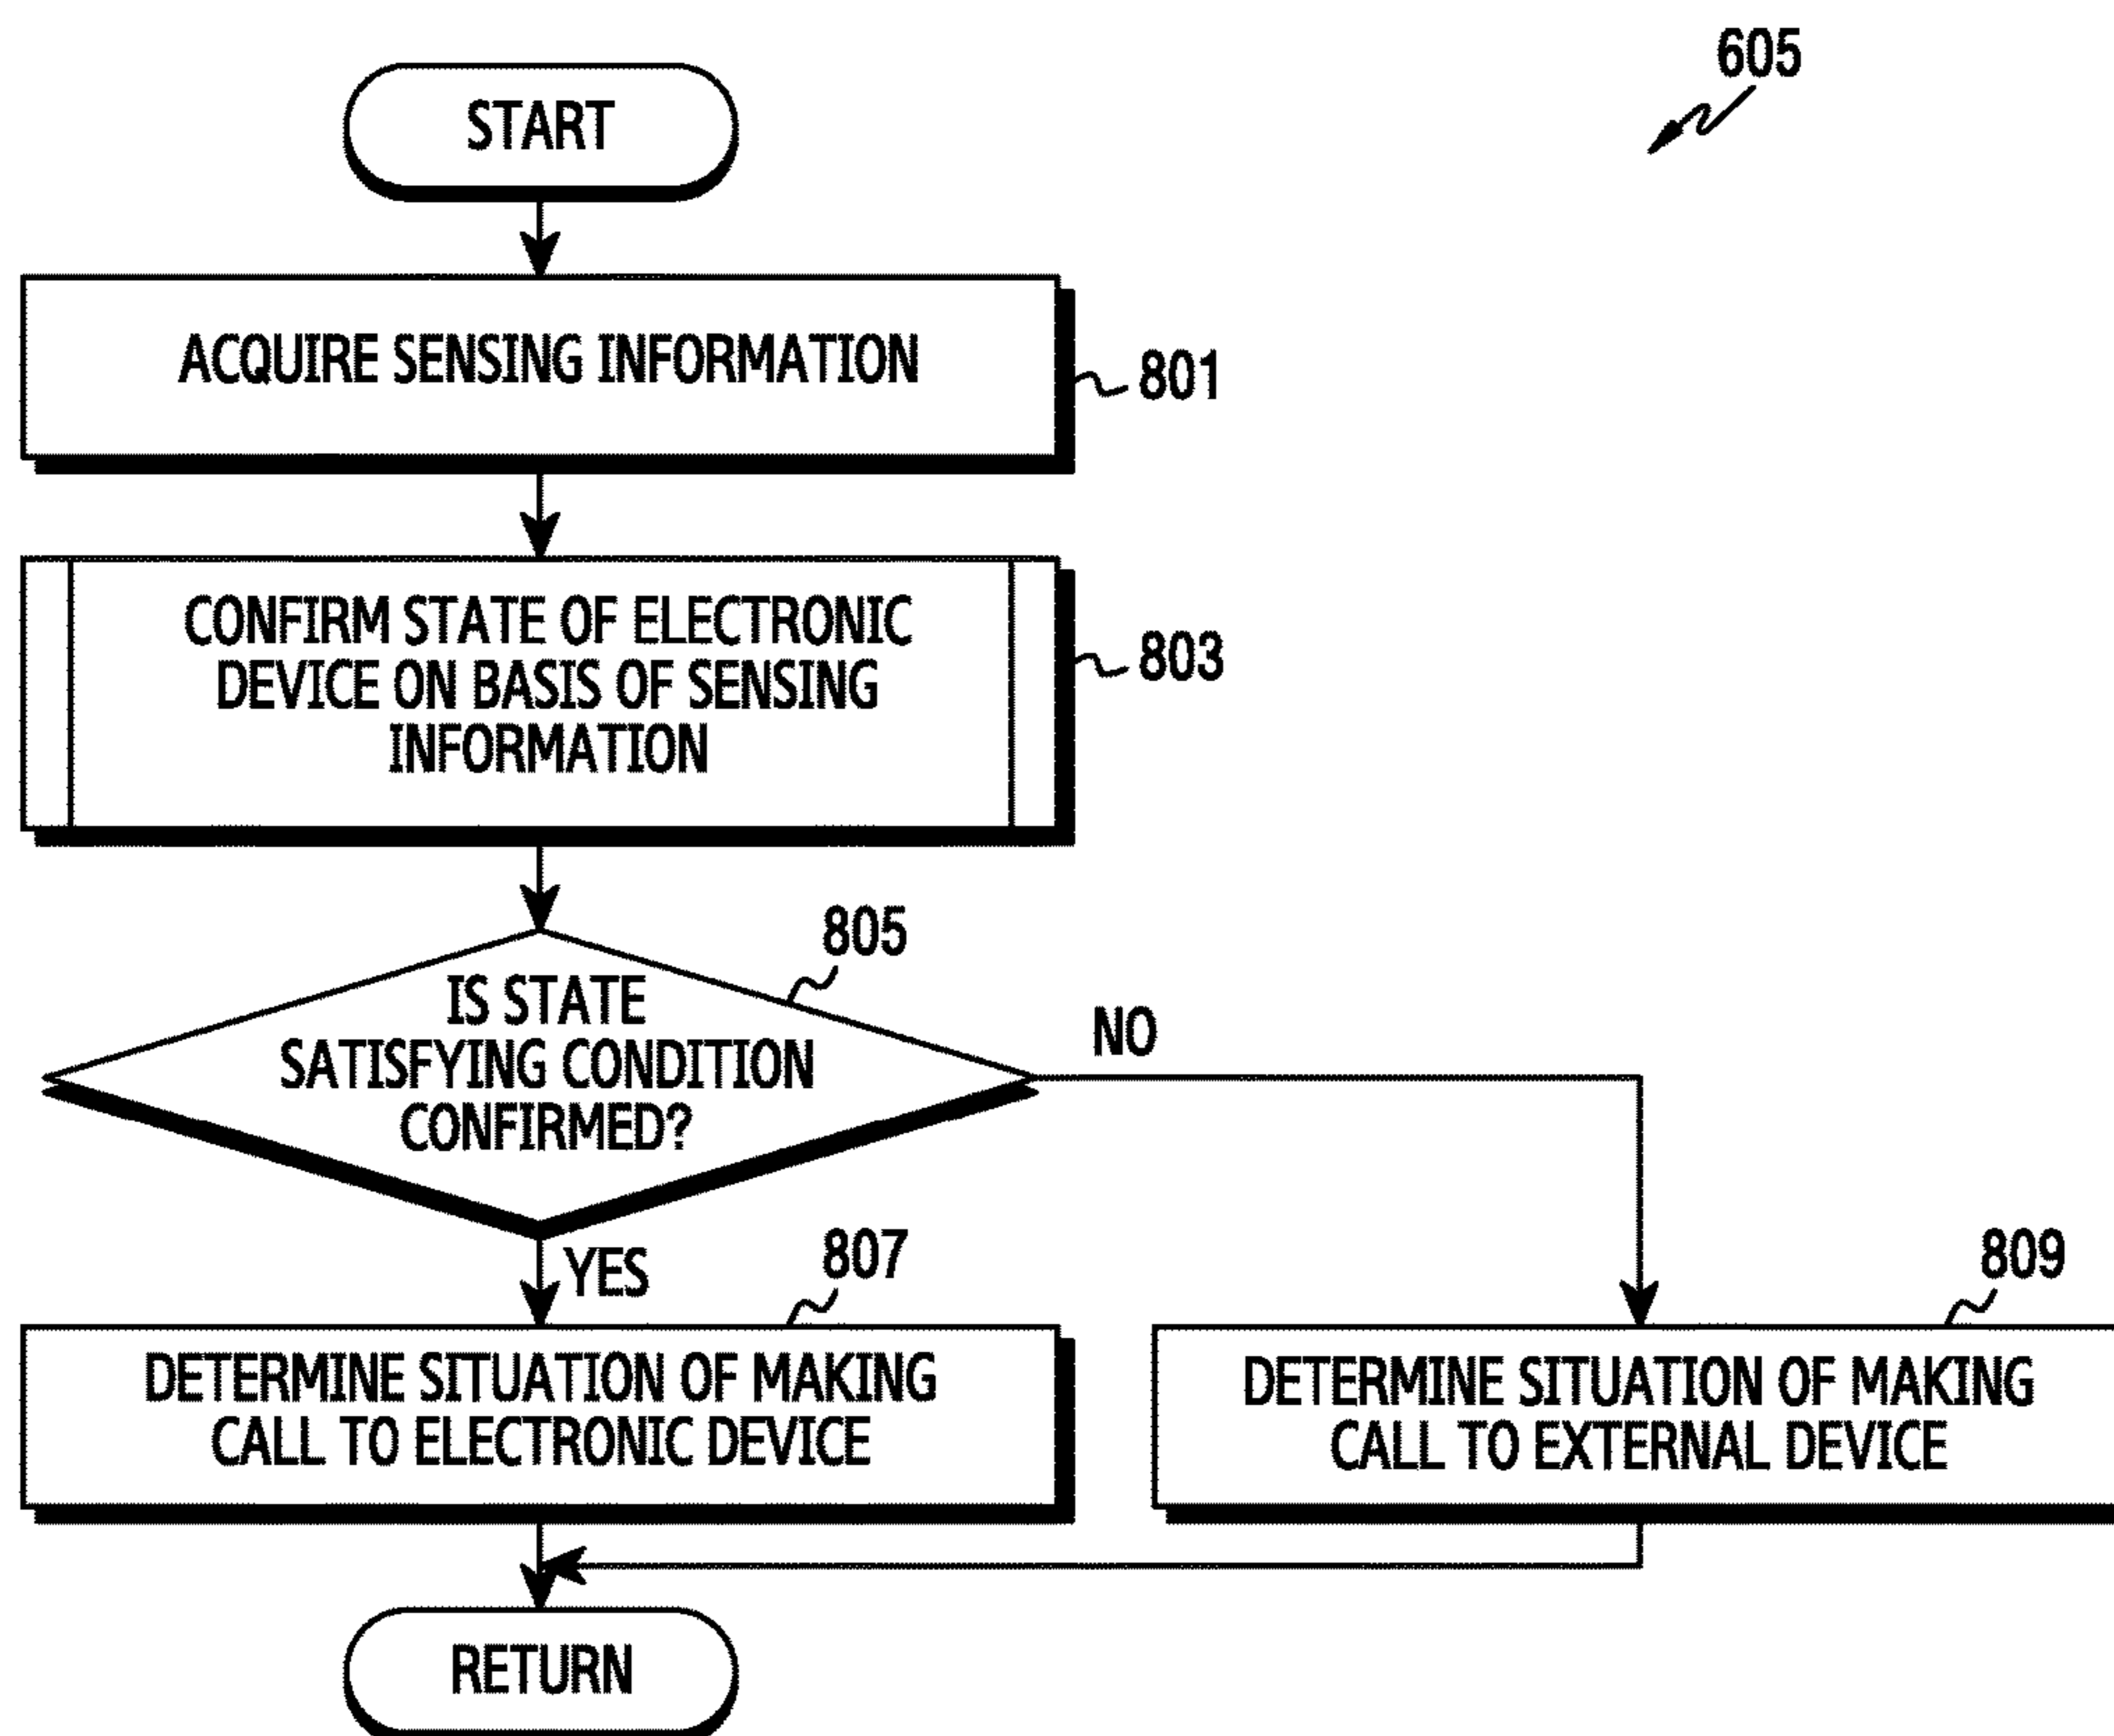 605
START
ACQUIRE SENSING INFORMATION
801
CONFIRM STATE OF ELECTRONIC
DEVICE ON BASIS OF SENSING
INFORMATION
803
805
IS STATE
SATISFYING CONDITION
CONFIRMED?
NO
YES
807
809
DETERMINE SITUATION OF MAKING
CALL TO ELECTRONIC DEVICE
DETERMINE SITUATION OF MAKING
CALL TO EXTERNAL DEVICE
RETURN